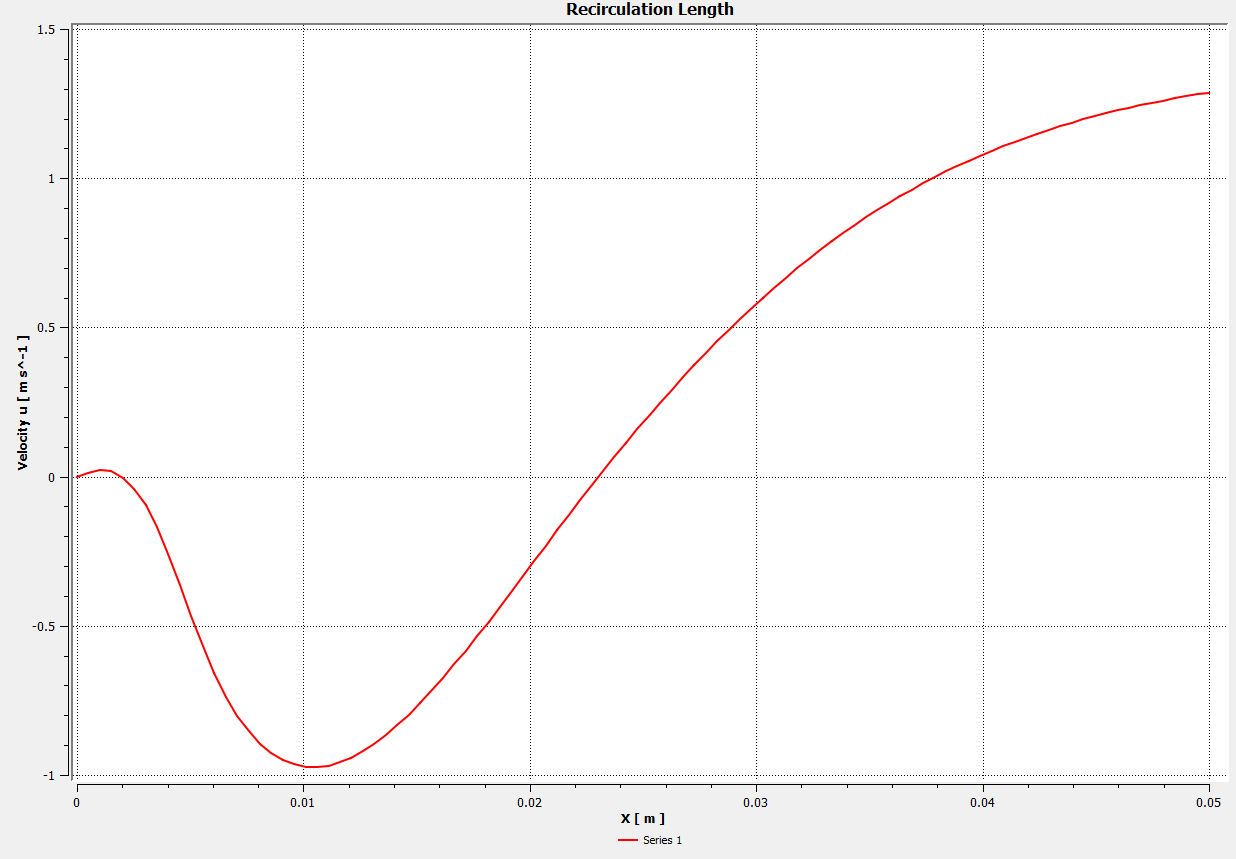 Recirculation Length
1.5
1
0.5
0
-0.5
-1
Velocity u [ m s^-1 ]
0 0.01 0.02 0.03 0.04 0.05
X [ m ]
Series 1